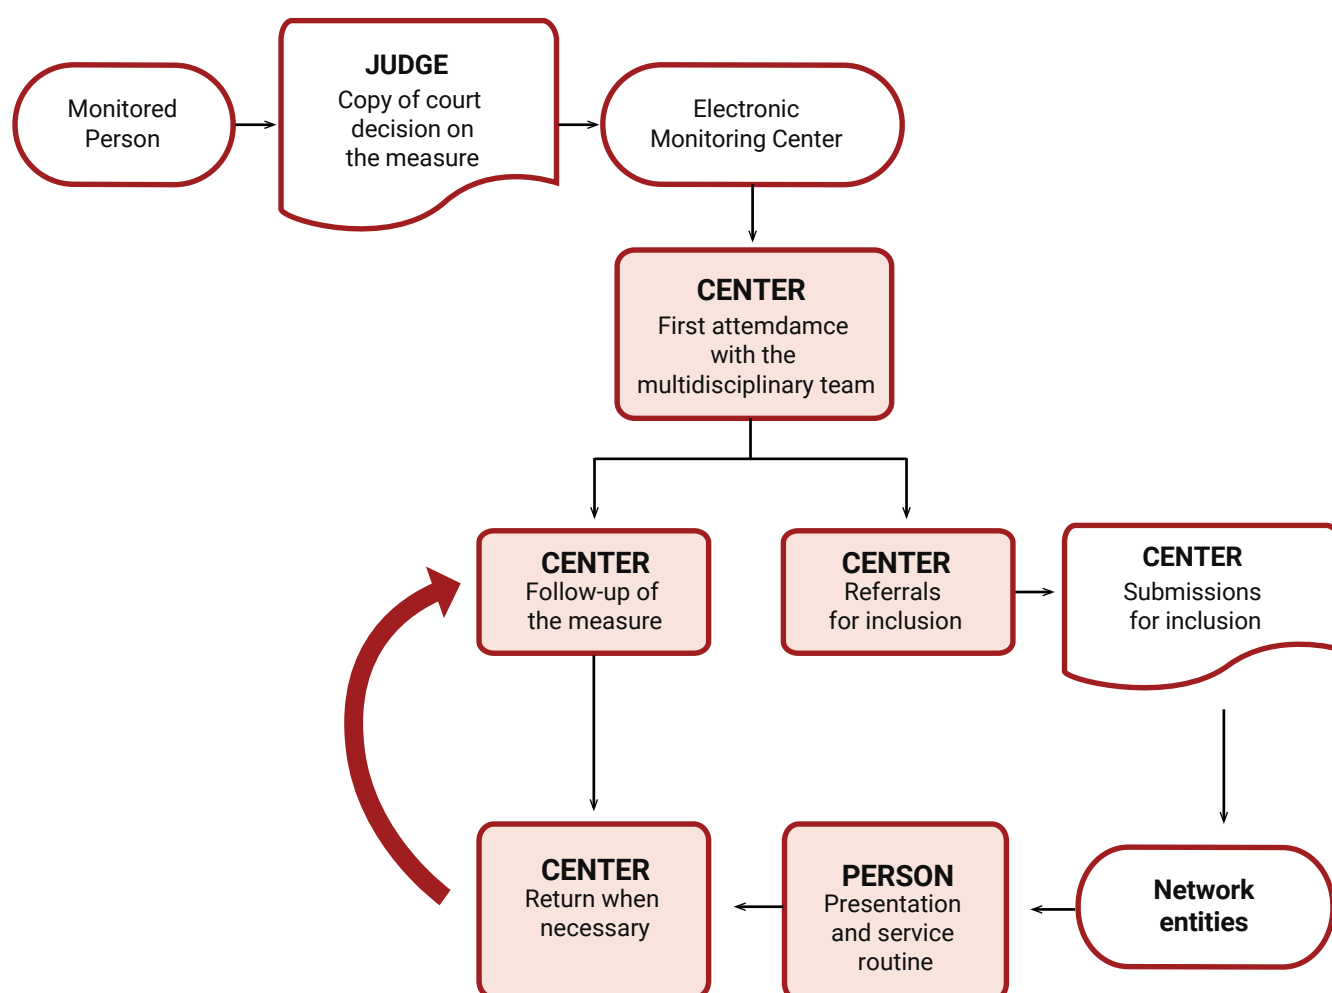 Monitored
Person
JUDGE
Copy of court
decision on
the measure
Electronic
Monitoring Center
CENTER
First attemdamce
with the
multidisciplinary team
CENTER
Follow-up of
the measure
CENTER
Referrals
for inclusion
CENTER
Submissions
for inclusion
CENTER
Return when
necessary
PERSON
Presentation
and service
routine
Network
entities